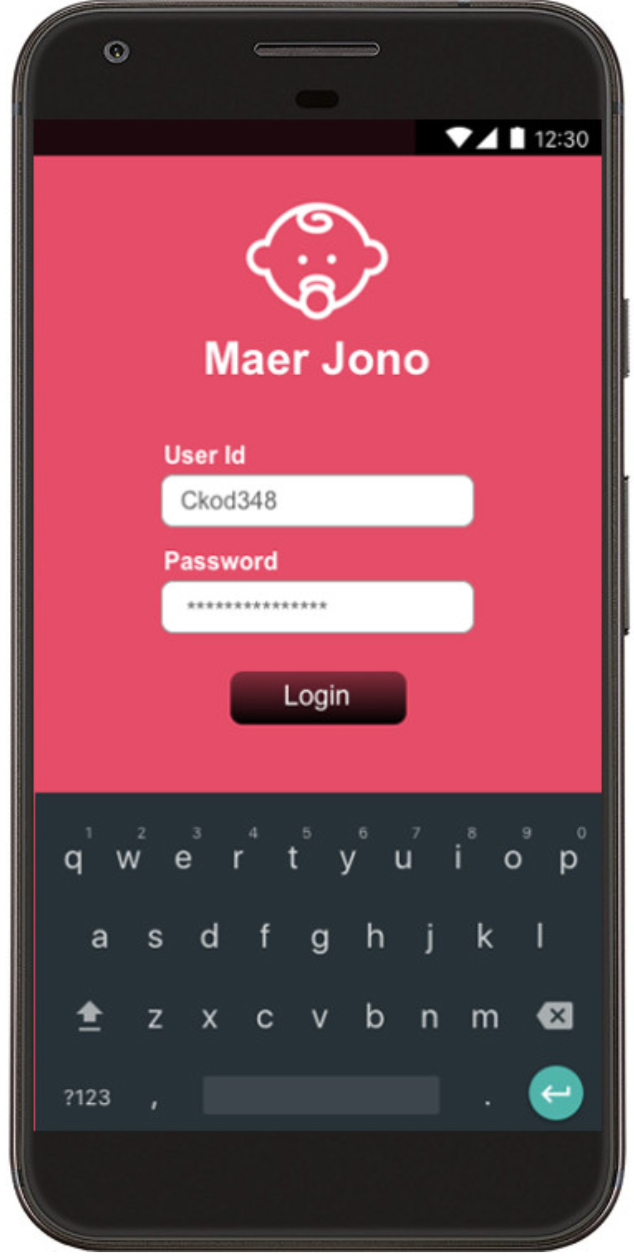 12:30
Maer Jono
User Id
Ckod348
Password
***************
Login
1 2 3 4 5 6 7 8 9 0
q w e r t y u i o p
a s d f g h j k l
z x c v b n m
?123 , .